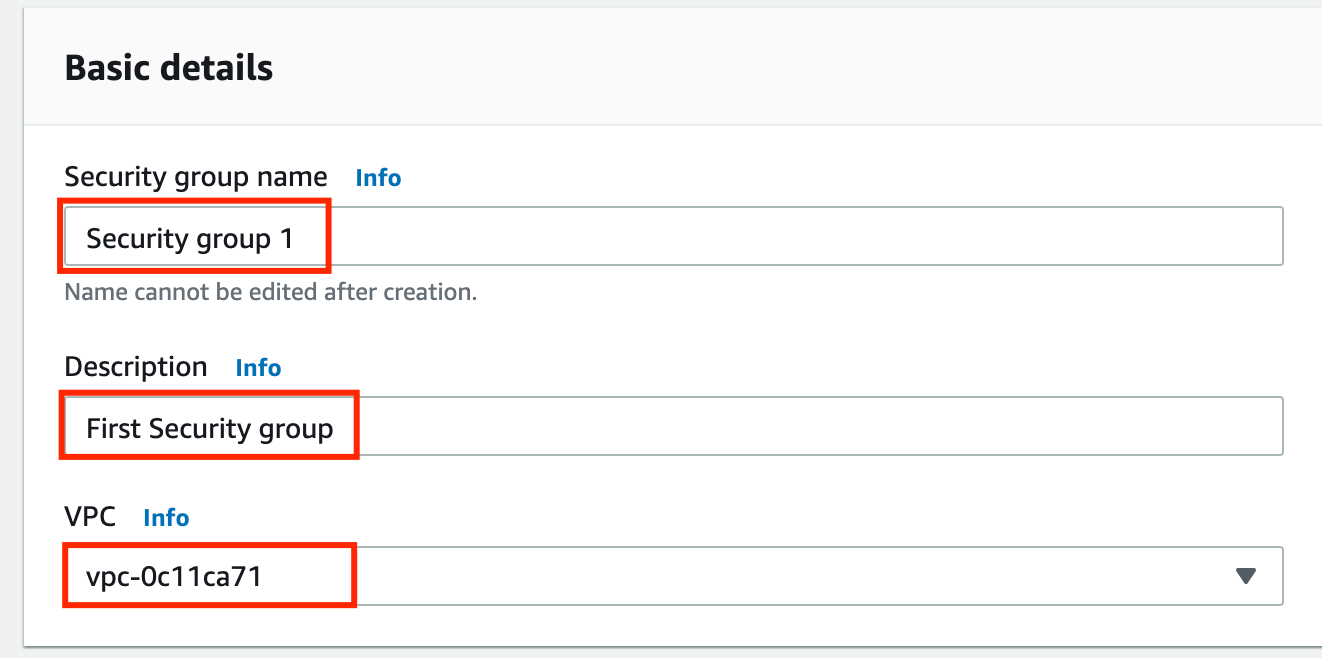 Basic details
Security group name Info
Security group 1
Name cannot be edited after creation.
Description Info
First Security group
VPC Info
vpc-0c11ca71